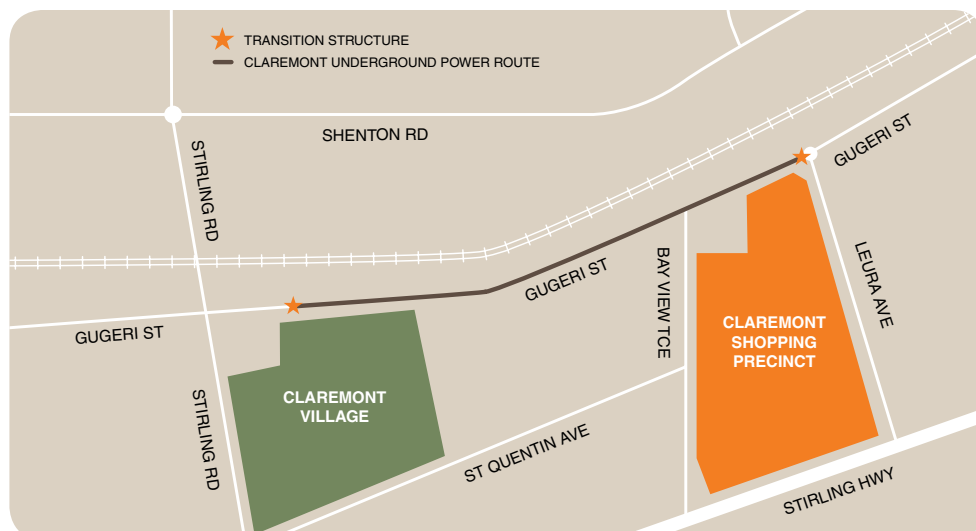 TRANSITION STRUCTURE
CLAREMONT UNDERGROUND POWER ROUTE
SHENTON RD
STIRLING RD
GUGERI ST
GUGERI ST
GUGERI ST
BAY VIEW TCE
LEURA AVE
CLAREMONT
SHOPPING
PRECINCT
CLAREMONT
VILLAGE
STIRLING RD
ST QUENTIN AVE
STIRLING HWY